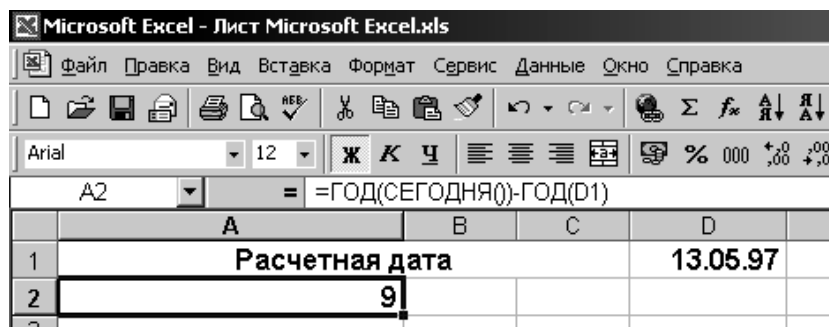 Microsoft Excel - Лист Microsoft Excel.xls
Файл Правка Вид Вставка Формат Сервис Данные Окно Справка
Arial 12 Ж К Ч % 000
A2 = =ГОД(СЕГОДНЯ())-ГОД(D1)
A B C D
1 Расчетная дата 13.05.97
2 9